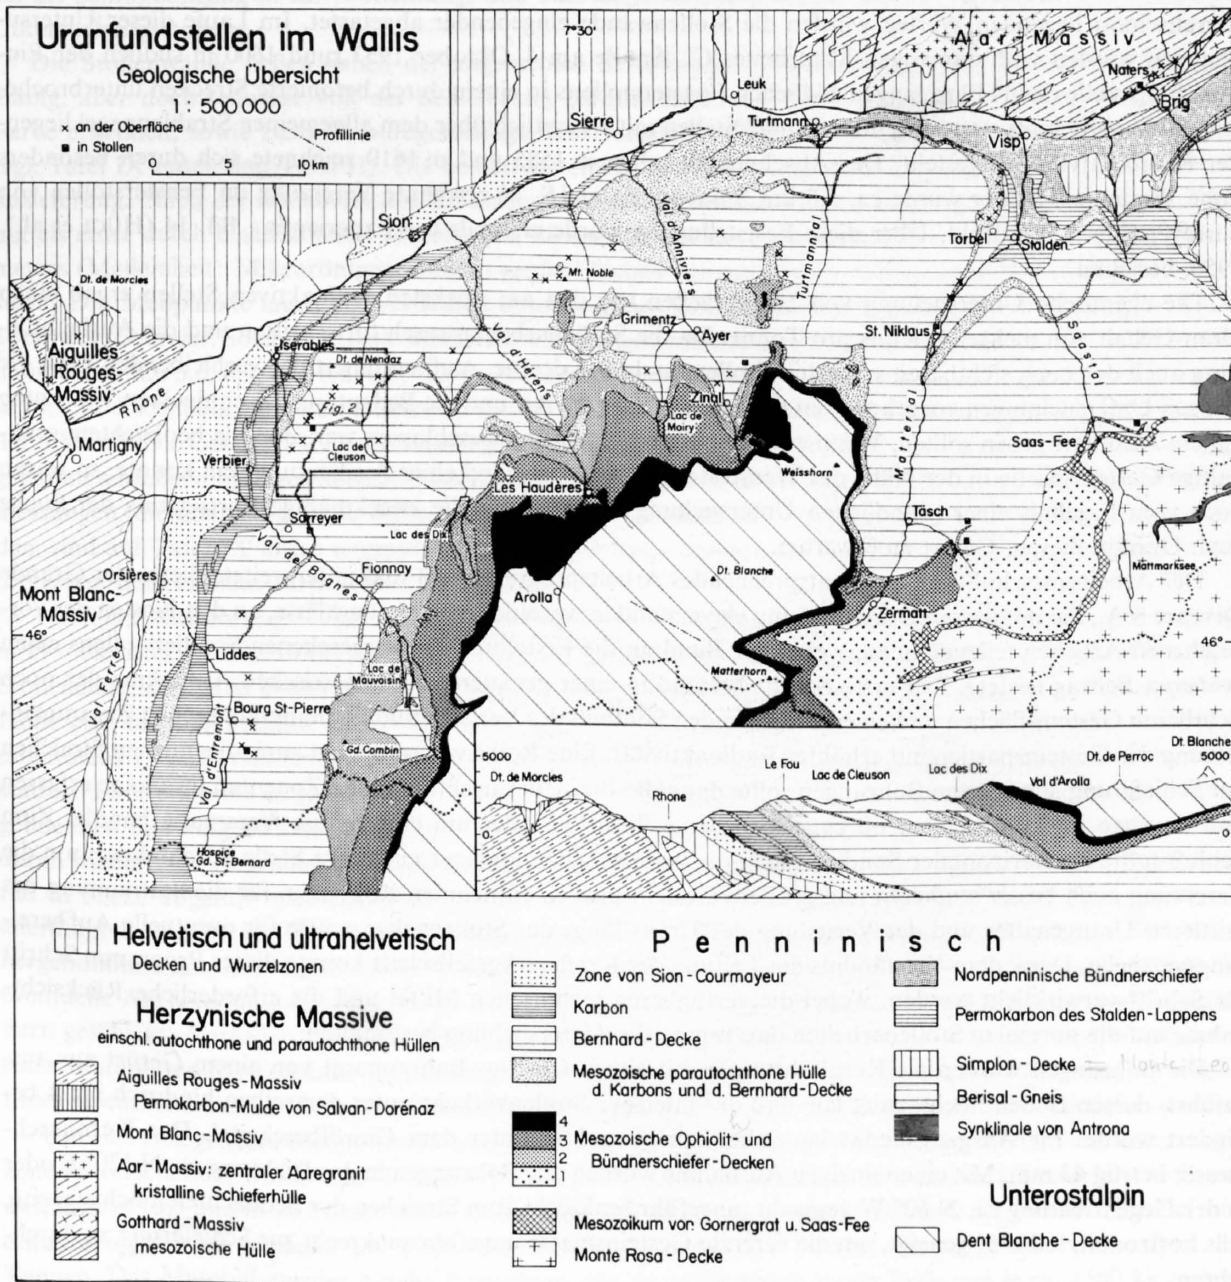 Uranfundstellen im Wallis
Geologische Übersicht
1 : 500 000
x an der Oberfläche
■ in Stollen
Profillinie
0 5 10km
7°30'
Aar-Massiv
Naters
Brig
Leuk
Turtmann
Sierre
Visp
Sion
Val d'Anniviers
Turtmanntal
Törbel
Stalden
Dt. de Morcles
Mt. Noble
Grimentz
Ayer
St. Niklaus
Saastal
Aiguilles
Rouges-
Massiv
Isérables
Dt. de Nendaz
Val d'Hérens
Rhone
Fig. 2
Zinal
Lac de
Moiry
Mattertal
Martigny
Lac de
Cleuson
Verbier
Saas-Fee
Weisshorn
Les Haudères
Sarreyer
Lac des Dix
Täsch
Val de Bagnes
Fionnay
Mattmarksee
Orsières
Mont Blanc-
Massiv
Dt. Blanche
Arolla
Zermatt
46°
46°
Liddes
Lac de
Mauvoisin
Matterhorn
Val Ferret
Bourg St-Pierre
Val d'Entremont
Gd. Combin
Hospice
Gd. St-Bernard
5000
Dt. de Morcles
Rhone
Le Fou
Lac de Cleuson
Lac des Dix
Val d'Arolla
Dt. de Perroc
Dt. Blanche
5000
0
0
Helvetisch und ultrahelvetisch
Decken und Wurzelzonen
Herzynische Massive
einschl. autochthone und parautochthone Hüllen
Aiguilles Rouges-Massiv
Permokarbon-Mulde von Salvan-Dorénaz
Mont Blanc-Massiv
Aar-Massiv: zentraler Aaregranit
kristalline Schieferhülle
Gotthard-Massiv
mesozoische Hülle
Penninisch
Zone von Sion-Courmayeur
Karbon
Bernhard-Decke
Mesozoische parautochthone Hülle
d. Karbons und d. Bernhard-Decke
4
3 Mesozoische Ophiolit- und
2 Bündnerschiefer-Decken
1
Mesozoikum von Gornergrat u. Saas-Fee
Monte Rosa-Decke
Nordpenninische Bündnerschiefer
Permokarbon des Stalden-Lappens
Simplon-Decke
Berisal-Gneis
Synklinale von Antrona
Unterostalpin
Dent Blanche-Decke